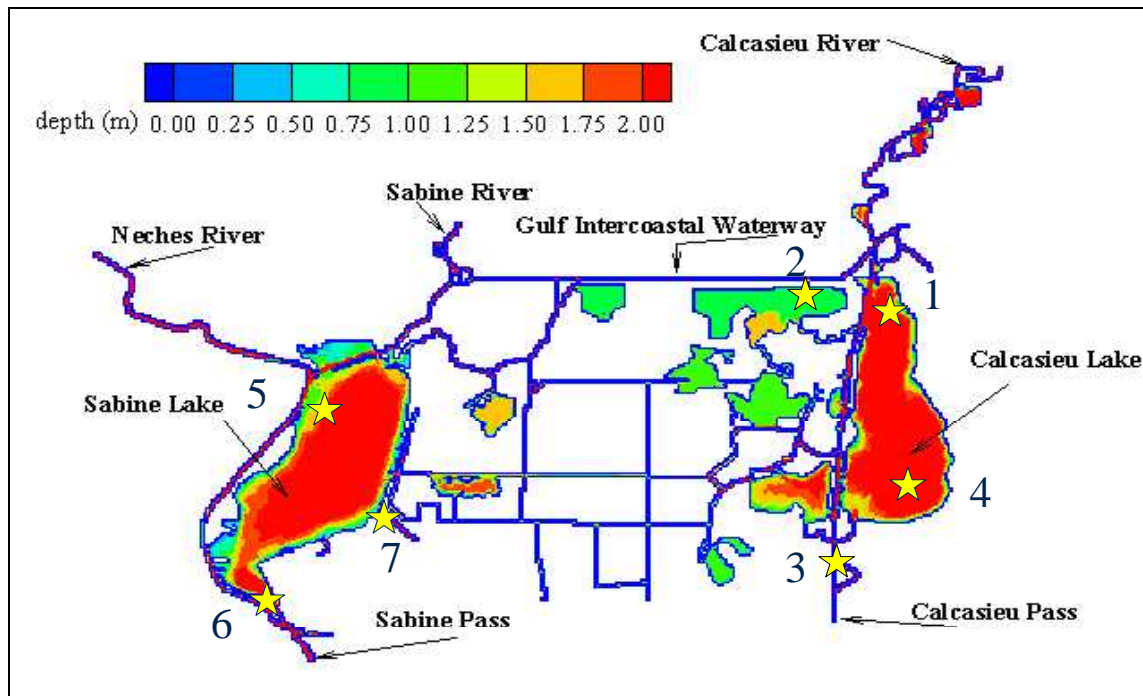 Calcasieu River
depth (m) 0.00 0.25 0.50 0.75 1.00 1.25 1.50 1.75 2.00
Sabine River
Neches River
Gulf Intercoastal Waterway
2
1
Calcasieu Lake
5
Sabine Lake
4
7
3
6
Sabine Pass
Calcasieu Pass